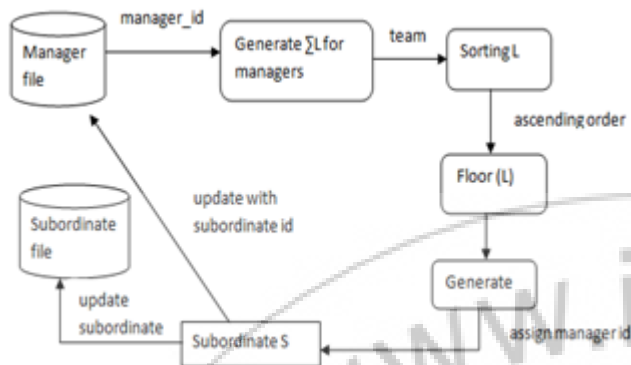 manager_id
Manager
file
Generate ∑L for
managers
team
Sorting L
ascending order
Floor (L)
update with
subordinate id
Subordinate
file
Generate
update
subordinate
Subordinate S
assign manager id
www.i